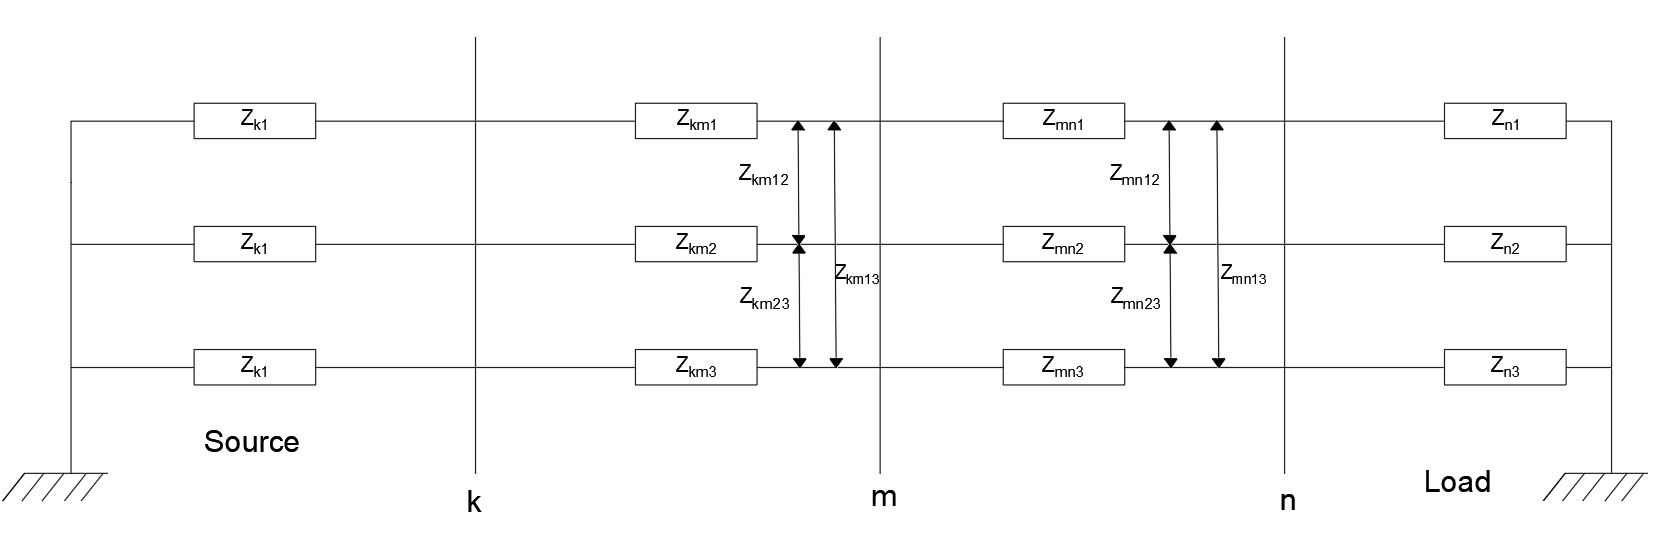 Zk1 Zkm1 Zmn1 Zn1
Zkm12 Zmn12
Zk1 Zkm2 Zmn2 Zn2
Zkm13 Zmn13
Zkm23 Zmn23
Zk1 Zkm3 Zmn3 Zn3
Source
Load
k m n